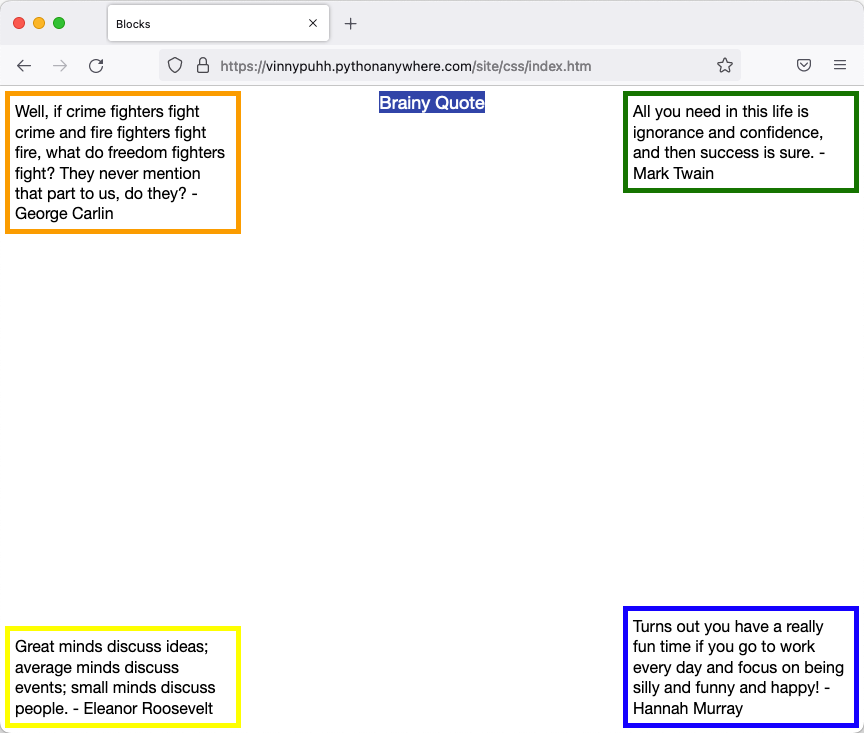 Blocks
https://vinnypuhh.pythonanywhere.com/site/css/index.htm
Well, if crime fighters fight
crime and fire fighters fight
fire, what do freedom fighters
fight? They never mention
that part to us, do they? -
George Carlin
Brainy Quote
All you need in this life is
ignorance and confidence,
and then success is sure. -
Mark Twain
Great minds discuss ideas;
average minds discuss
events; small minds discuss
people. - Eleanor Roosevelt
Turns out you have a really
fun time if you go to work
every day and focus on being
silly and funny and happy! -
Hannah Murray